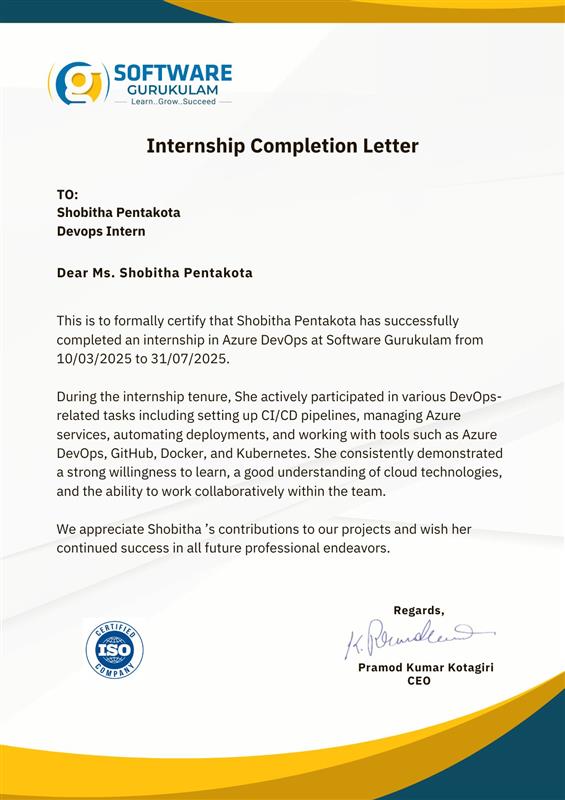 SOFTWARE
GURUKULAM
Learn..Grow..Succeed
Internship Completion Letter
TO:
Shobitha Pentakota
Devops Intern
Dear Ms. Shobitha Pentakota
This is to formally certify that Shobitha Pentakota has successfully
completed an internship in Azure DevOps at Software Gurukulam from
10/03/2025 to 31/07/2025.
During the internship tenure, She actively participated in various DevOps-
related tasks including setting up CI/CD pipelines, managing Azure
services, automating deployments, and working with tools such as Azure
DevOps, GitHub, Docker, and Kubernetes. She consistently demonstrated
a strong willingness to learn, a good understanding of cloud technologies,
and the ability to work collaboratively within the team.
We appreciate Shobitha ’s contributions to our projects and wish her
continued success in all future professional endeavors.
Regards,
Pramod Kumar Kotagiri
CEO
CERTIFIED
ISO
COMPANY